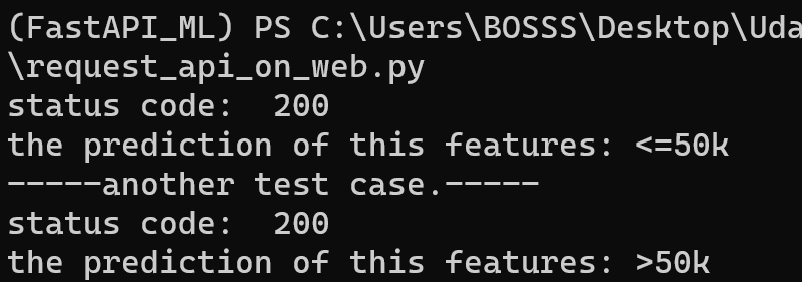 (FastAPI_ML) PS C:\Users\BOSSS\Desktop\Uda
\request_api_on_web.py
status code:  200
the prediction of this features: <=50k
-----another test case.-----
status code:  200
the prediction of this features: >50k